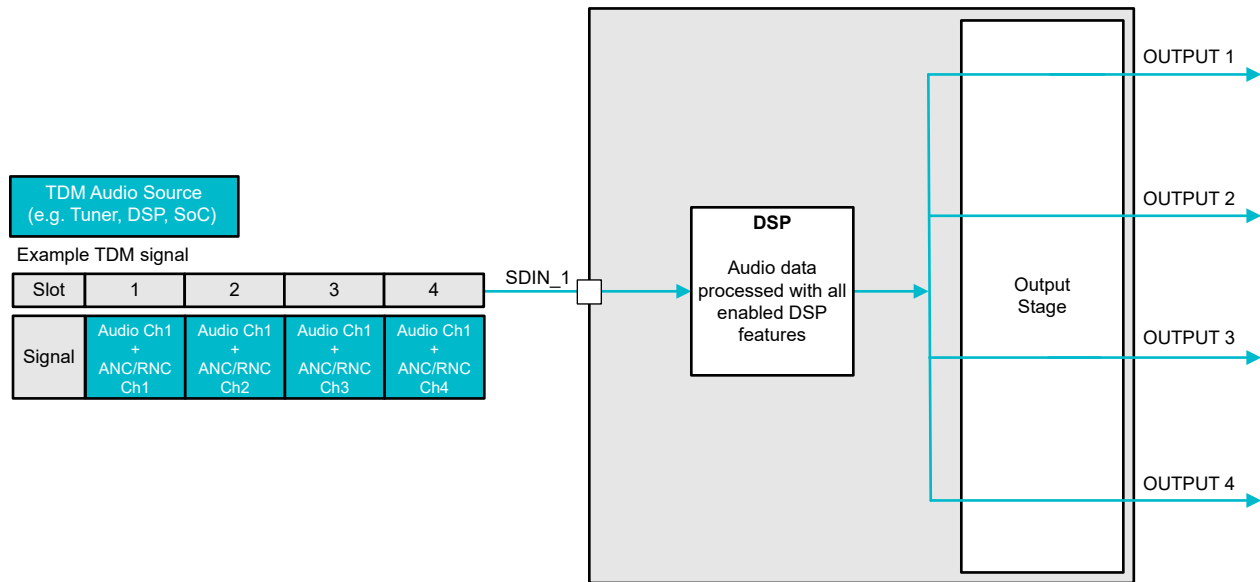 TDM Audio Source
(e.g. Tuner, DSP, SoC)
Example TDM signal
Slot 1 2 3 4
Signal
Audio Ch1
+
ANC/RNC
Ch1
Audio Ch1
+
ANC/RNC
Ch2
Audio Ch1
+
ANC/RNC
Ch3
Audio Ch1
+
ANC/RNC
Ch4
SDIN_1
DSP
Audio data
processed with all
enabled DSP
features
Output
Stage
OUTPUT 1
OUTPUT 2
OUTPUT 3
OUTPUT 4